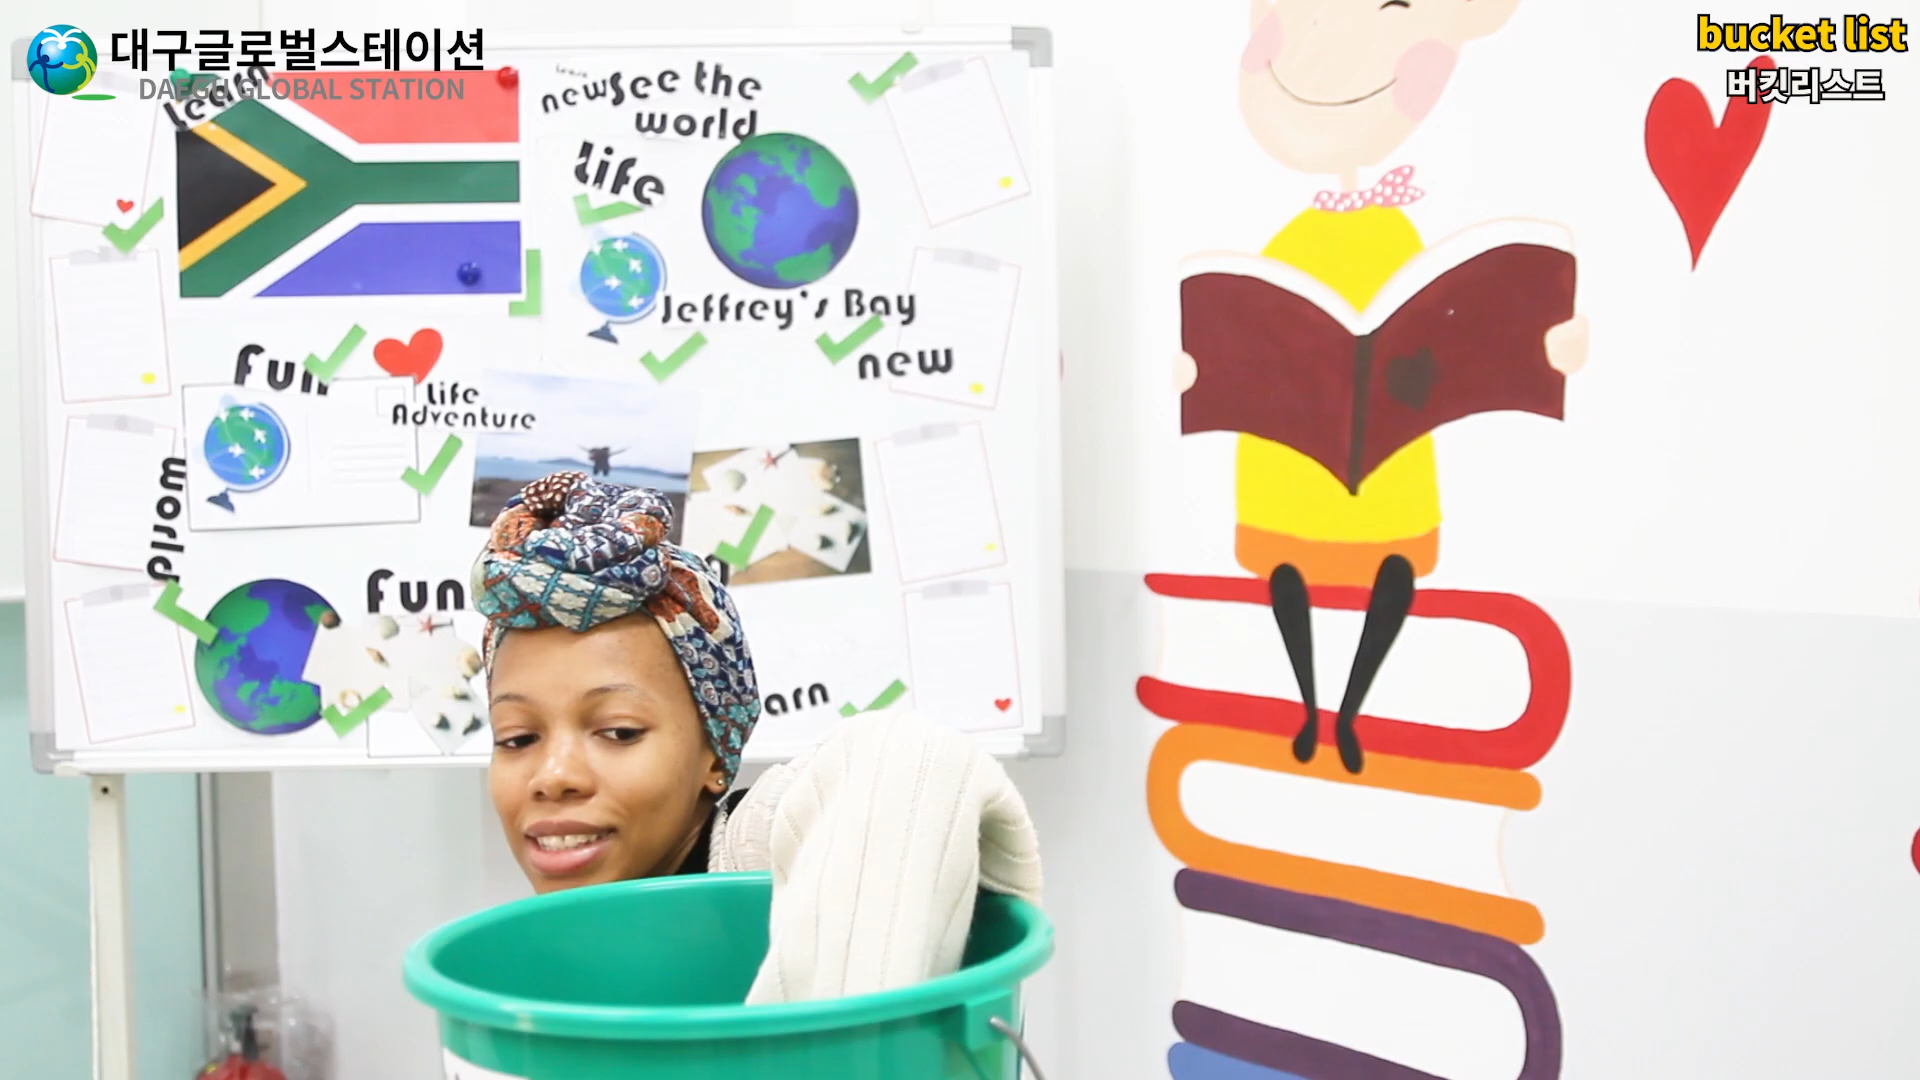 대구글로벌스테이션
DAEGU GLOBAL STATION
bucket list
버킷리스트
Learn
new
See the
world
Life
Jeffrey's Bay
new
Fun
Life
Adventure
world
Fun
arn